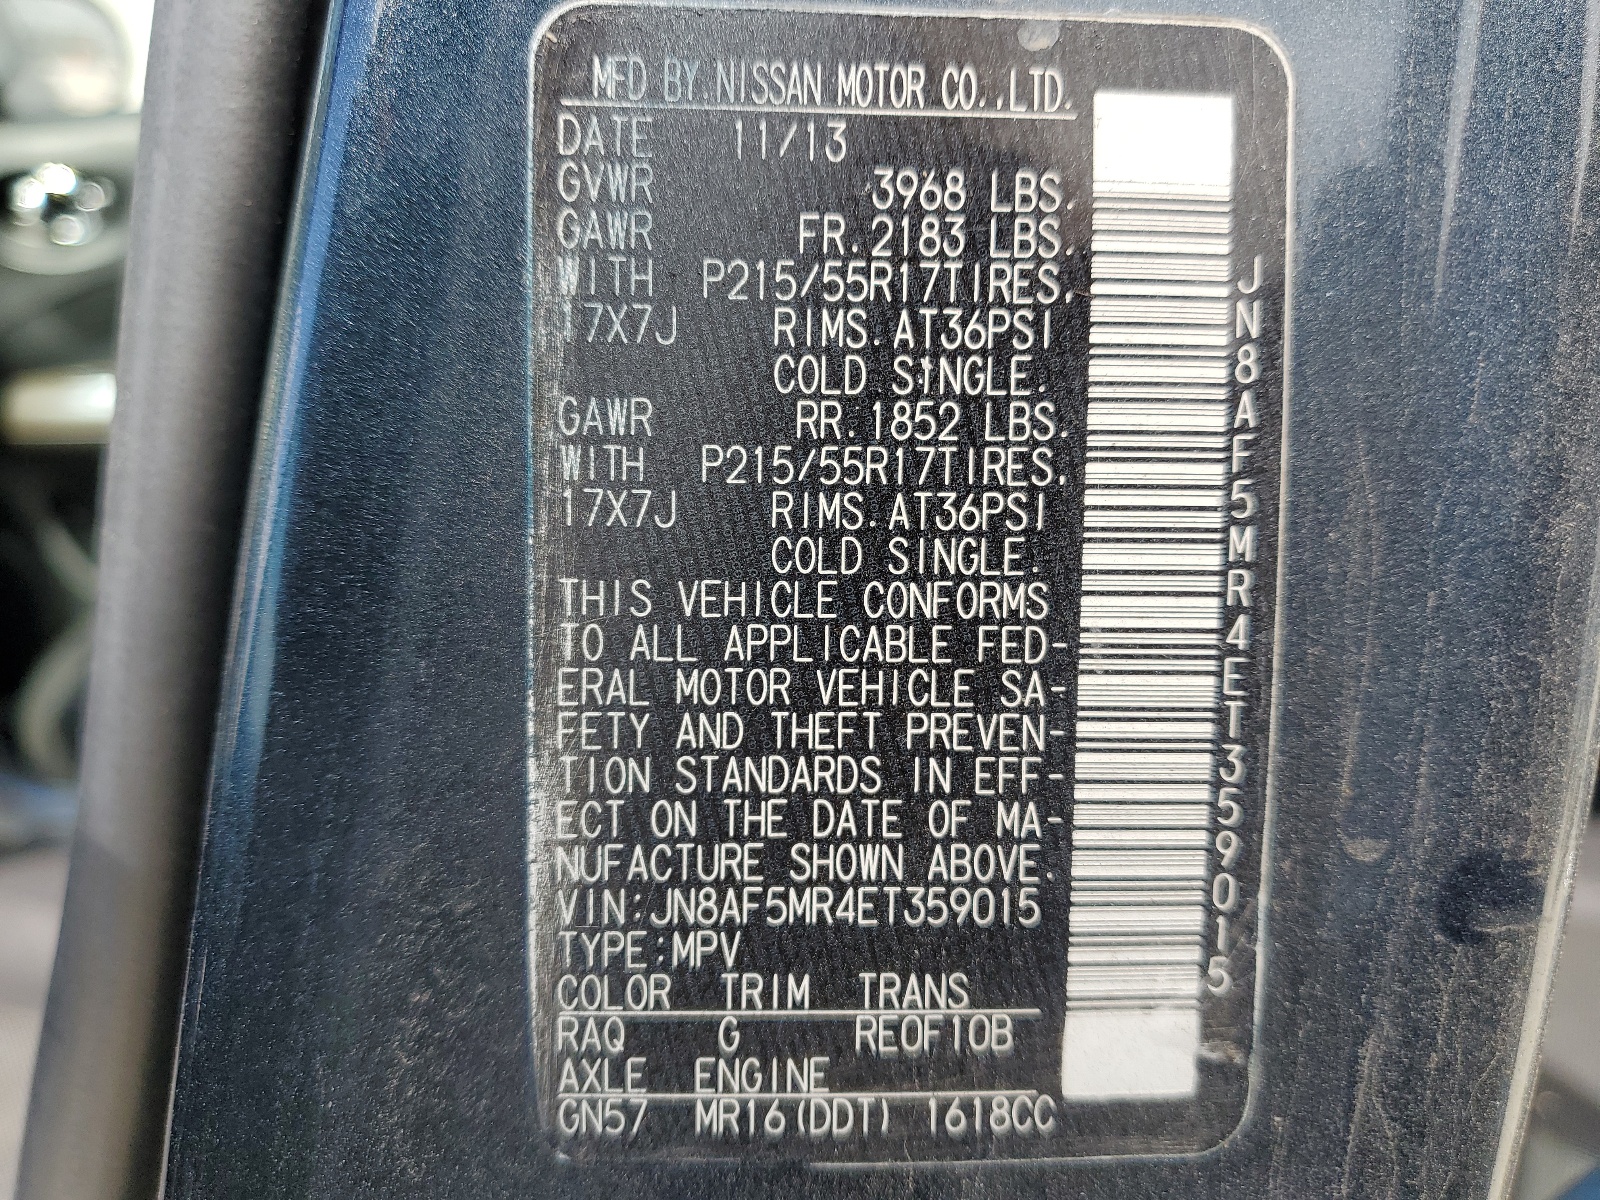 MFD BY NISSAN MOTOR CO.,LTD.
DATE 11/13
GVWR 3968 LBS.
GAWR FR.2183 LBS.
WITH P215/55R17TIRES.
17X7J RIMS.AT36PSI
COLD SINGLE.
GAWR RR.1852 LBS.
WITH P215/55R17TIRES.
17X7J RIMS.AT36PSI
COLD SINGLE.
THIS VEHICLE CONFORMS
TO ALL APPLICABLE FED-
ERAL MOTOR VEHICLE SA-
FETY AND THEFT PREVEN-
TION STANDARDS IN EFF-
ECT ON THE DATE OF MA-
NUFACTURE SHOWN ABOVE.
VIN:JN8AF5MR4ET359015
TYPE:MPV
COLOR TRIM TRANS
RAQ G RE0F10B
AXLE ENGINE
GN57 MR16(DDT) 1618CC
JN8AF5MR4ET359015